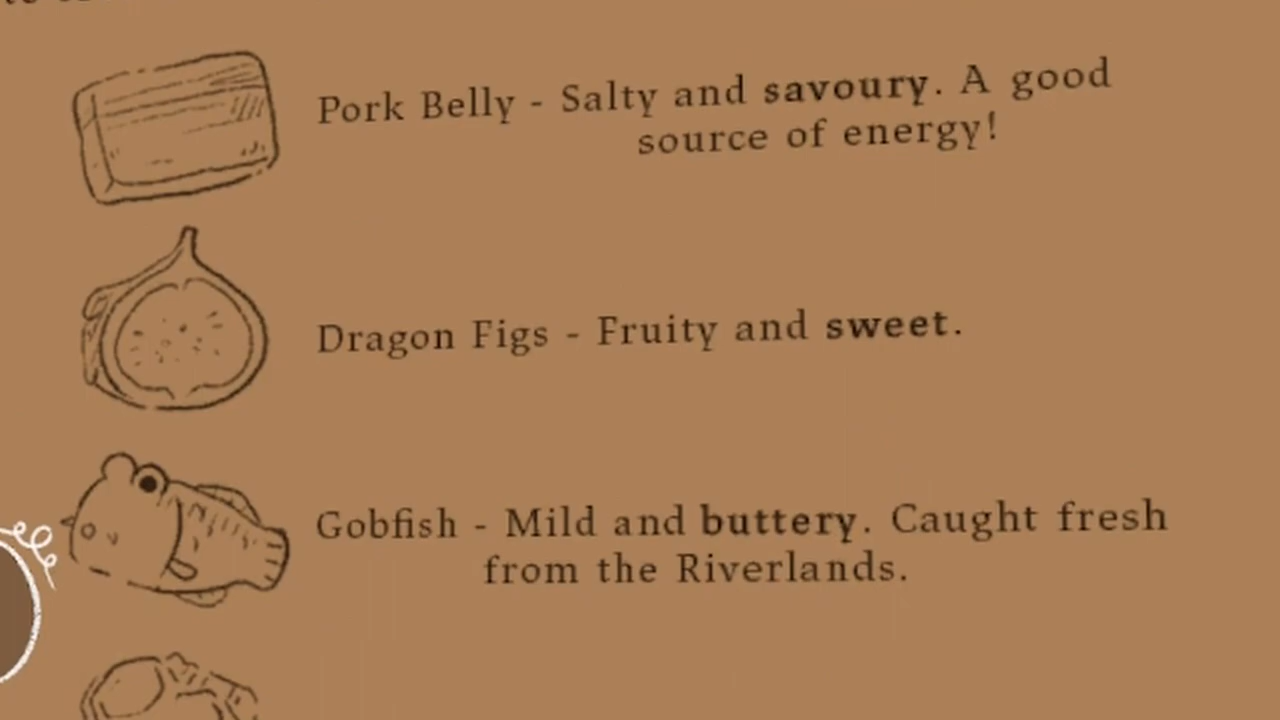 Pork Belly - Salty and savoury. A good
source of energy!
Dragon Figs - Fruity and sweet.
Gobfish - Mild and buttery. Caught fresh
from the Riverlands.